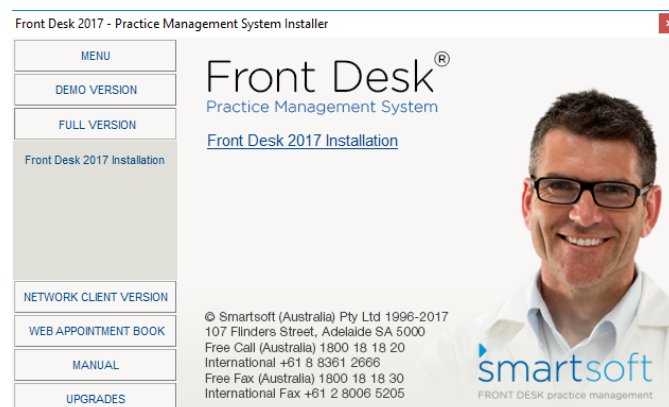 Front Desk 2017 - Practice Management System Installer
MENU
DEMO VERSION
FULL VERSION
Front Desk 2017 Installation
NETWORK CLIENT VERSION
WEB APPOINTMENT BOOK
MANUAL
UPGRADES
Front Desk®
Practice Management System
Front Desk 2017 Installation
© Smartsoft (Australia) Pty Ltd 1996-2017
107 Flinders Street, Adelaide SA 5000
Free Call (Australia) 1800 18 18 20
International +61 8 8361 2666
Free Fax (Australia) 1800 18 18 30
International Fax +61 2 8006 5205
smartsoft
FRONT DESK practice management